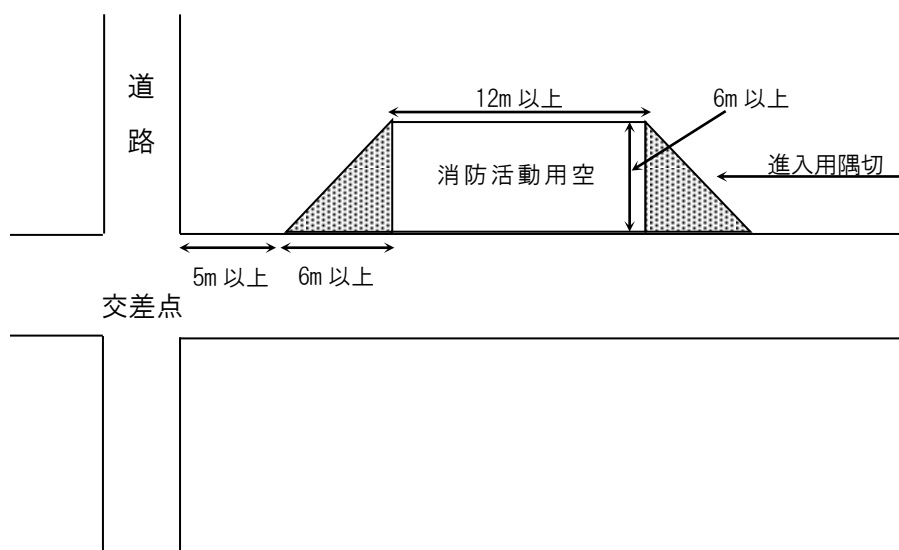 道
路
12m 以上
6m 以上
消防活動用空
進入用隅切
5m 以上
6m 以上
交差点